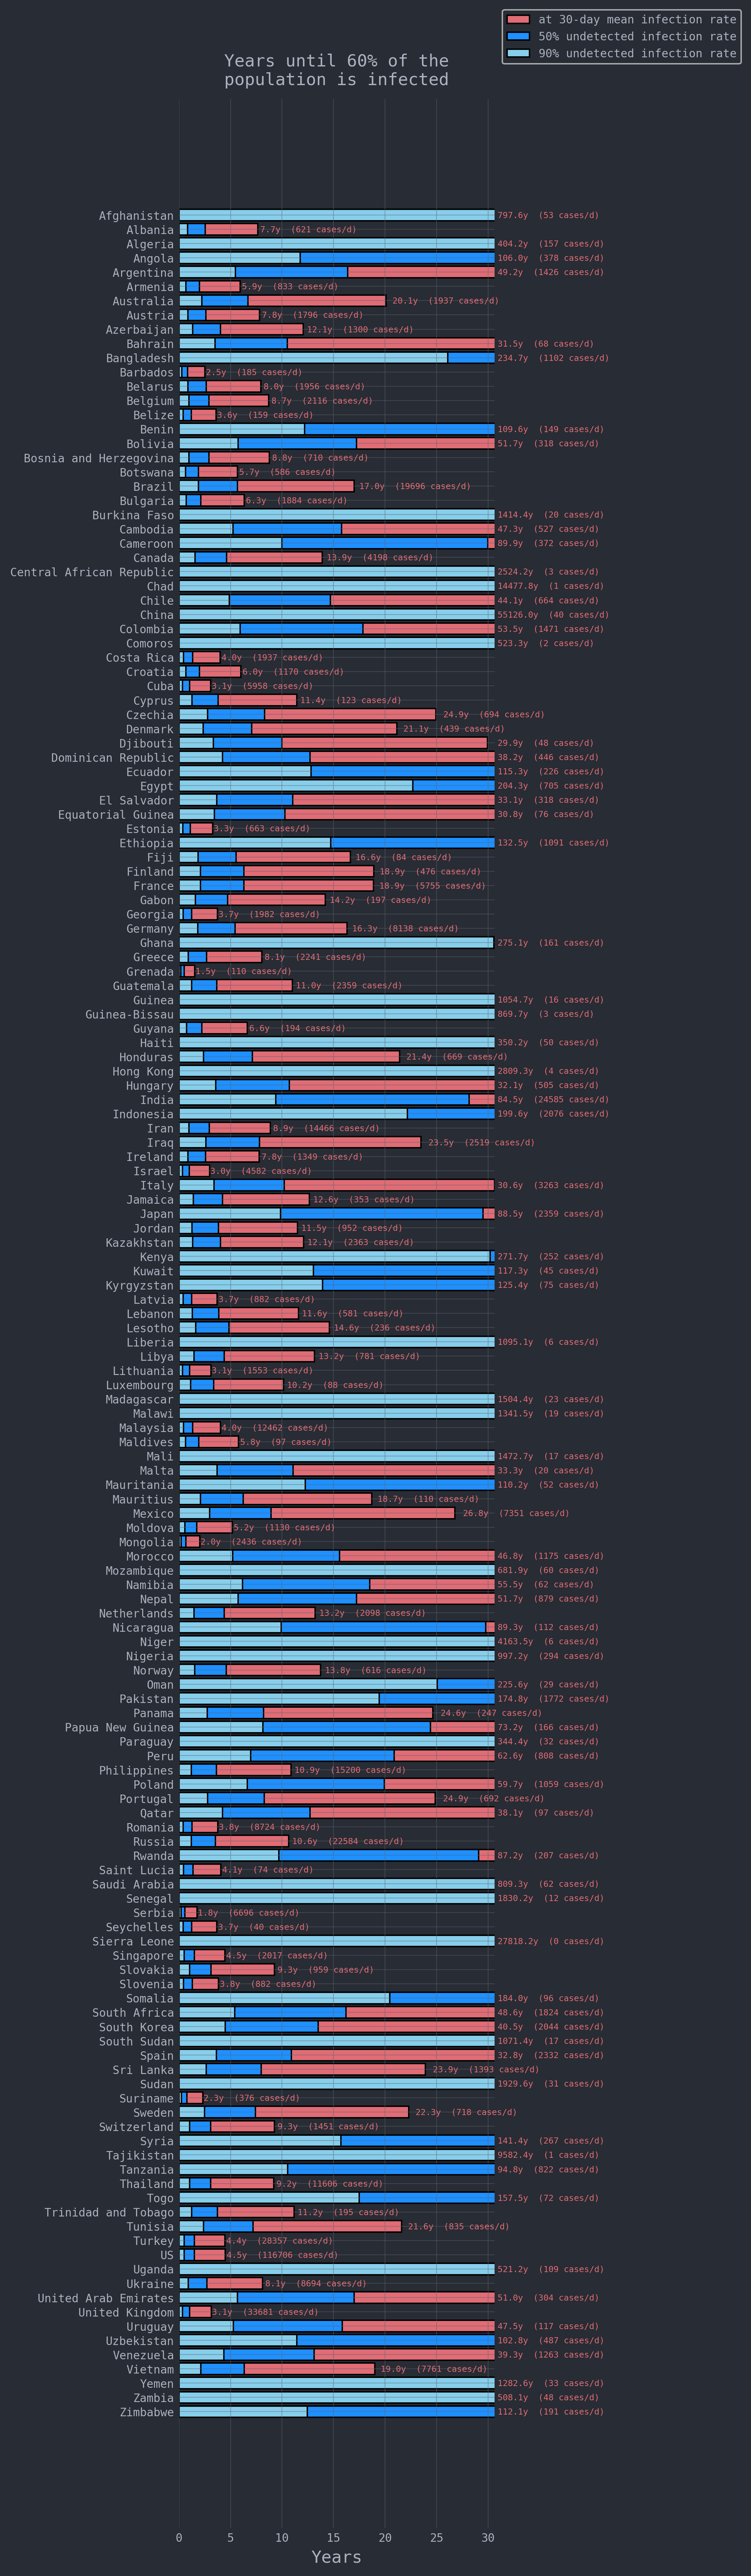 at 30-day mean infection rate
50% undetected infection rate
90% undetected infection rate
Years until 60% of the
population is infected
Afghanistan 797.6y (53 cases/d)
Albania 7.7y (621 cases/d)
Algeria 404.2y (157 cases/d)
Angola 106.0y (378 cases/d)
Argentina 49.2y (1426 cases/d)
Armenia 5.9y (833 cases/d)
Australia 20.1y (1937 cases/d)
Austria 7.8y (1796 cases/d)
Azerbaijan 12.1y (1300 cases/d)
Bahrain 31.5y (68 cases/d)
Bangladesh 234.7y (1102 cases/d)
Barbados 2.5y (185 cases/d)
Belarus 8.0y (1956 cases/d)
Belgium 8.7y (2116 cases/d)
Belize 3.6y (159 cases/d)
Benin 109.6y (149 cases/d)
Bolivia 51.7y (318 cases/d)
Bosnia and Herzegovina 8.8y (710 cases/d)
Botswana 5.7y (586 cases/d)
Brazil 17.0y (19696 cases/d)
Bulgaria 6.3y (1884 cases/d)
Burkina Faso 1414.4y (20 cases/d)
Cambodia 47.3y (527 cases/d)
Cameroon 89.9y (372 cases/d)
Canada 13.9y (4198 cases/d)
Central African Republic 2524.2y (3 cases/d)
Chad 14477.8y (1 cases/d)
Chile 44.1y (664 cases/d)
China 55126.0y (40 cases/d)
Colombia 53.5y (1471 cases/d)
Comoros 523.3y (2 cases/d)
Costa Rica 4.0y (1937 cases/d)
Croatia 6.0y (1170 cases/d)
Cuba 3.1y (5958 cases/d)
Cyprus 11.4y (123 cases/d)
Czechia 24.9y (694 cases/d)
Denmark 21.1y (439 cases/d)
Djibouti 29.9y (48 cases/d)
Dominican Republic 38.2y (446 cases/d)
Ecuador 115.3y (226 cases/d)
Egypt 204.3y (705 cases/d)
El Salvador 33.1y (318 cases/d)
Equatorial Guinea 30.8y (76 cases/d)
Estonia 3.3y (663 cases/d)
Ethiopia 132.5y (1091 cases/d)
Fiji 16.6y (84 cases/d)
Finland 18.9y (476 cases/d)
France 18.9y (5755 cases/d)
Gabon 14.2y (197 cases/d)
Georgia 3.7y (1982 cases/d)
Germany 16.3y (8138 cases/d)
Ghana 275.1y (161 cases/d)
Greece 8.1y (2241 cases/d)
Grenada 1.5y (110 cases/d)
Guatemala 11.0y (2359 cases/d)
Guinea 1054.7y (16 cases/d)
Guinea-Bissau 869.7y (3 cases/d)
Guyana 6.6y (194 cases/d)
Haiti 350.2y (50 cases/d)
Honduras 21.4y (669 cases/d)
Hong Kong 2809.3y (4 cases/d)
Hungary 32.1y (505 cases/d)
India 84.5y (24585 cases/d)
Indonesia 199.6y (2076 cases/d)
Iran 8.9y (14466 cases/d)
Iraq 23.5y (2519 cases/d)
Ireland 7.8y (1349 cases/d)
Israel 3.0y (4582 cases/d)
Italy 30.6y (3263 cases/d)
Jamaica 12.6y (353 cases/d)
Japan 88.5y (2359 cases/d)
Jordan 11.5y (952 cases/d)
Kazakhstan 12.1y (2363 cases/d)
Kenya 271.7y (252 cases/d)
Kuwait 117.3y (45 cases/d)
Kyrgyzstan 125.4y (75 cases/d)
Latvia 3.7y (882 cases/d)
Lebanon 11.6y (581 cases/d)
Lesotho 14.6y (236 cases/d)
Liberia 1095.1y (6 cases/d)
Libya 13.2y (781 cases/d)
Lithuania 3.1y (1553 cases/d)
Luxembourg 10.2y (88 cases/d)
Madagascar 1504.4y (23 cases/d)
Malawi 1341.5y (19 cases/d)
Malaysia 4.0y (12462 cases/d)
Maldives 5.8y (97 cases/d)
Mali 1472.7y (17 cases/d)
Malta 33.3y (20 cases/d)
Mauritania 110.2y (52 cases/d)
Mauritius 18.7y (110 cases/d)
Mexico 26.8y (7351 cases/d)
Moldova 5.2y (1130 cases/d)
Mongolia 2.0y (2436 cases/d)
Morocco 46.8y (1175 cases/d)
Mozambique 681.9y (60 cases/d)
Namibia 55.5y (62 cases/d)
Nepal 51.7y (879 cases/d)
Netherlands 13.2y (2098 cases/d)
Nicaragua 89.3y (112 cases/d)
Niger 4163.5y (6 cases/d)
Nigeria 997.2y (294 cases/d)
Norway 13.8y (616 cases/d)
Oman 225.6y (29 cases/d)
Pakistan 174.8y (1772 cases/d)
Panama 24.6y (247 cases/d)
Papua New Guinea 73.2y (166 cases/d)
Paraguay 344.4y (32 cases/d)
Peru 62.6y (808 cases/d)
Philippines 10.9y (15200 cases/d)
Poland 59.7y (1059 cases/d)
Portugal 24.9y (692 cases/d)
Qatar 38.1y (97 cases/d)
Romania 3.8y (8724 cases/d)
Russia 10.6y (22584 cases/d)
Rwanda 87.2y (207 cases/d)
Saint Lucia 4.1y (74 cases/d)
Saudi Arabia 809.3y (62 cases/d)
Senegal 1830.2y (12 cases/d)
Serbia 1.8y (6696 cases/d)
Seychelles 3.7y (40 cases/d)
Sierra Leone 27818.2y (0 cases/d)
Singapore 4.5y (2017 cases/d)
Slovakia 9.3y (959 cases/d)
Slovenia 3.8y (882 cases/d)
Somalia 184.0y (96 cases/d)
South Africa 48.6y (1824 cases/d)
South Korea 40.5y (2044 cases/d)
South Sudan 1071.4y (17 cases/d)
Spain 32.8y (2332 cases/d)
Sri Lanka 23.9y (1393 cases/d)
Sudan 1929.6y (31 cases/d)
Suriname 2.3y (376 cases/d)
Sweden 22.3y (718 cases/d)
Switzerland 9.3y (1451 cases/d)
Syria 141.4y (267 cases/d)
Tajikistan 9582.4y (1 cases/d)
Tanzania 94.8y (822 cases/d)
Thailand 9.2y (11606 cases/d)
Togo 157.5y (72 cases/d)
Trinidad and Tobago 11.2y (195 cases/d)
Tunisia 21.6y (835 cases/d)
Turkey 4.4y (28357 cases/d)
US 4.5y (116706 cases/d)
Uganda 521.2y (109 cases/d)
Ukraine 8.1y (8694 cases/d)
United Arab Emirates 51.0y (304 cases/d)
United Kingdom 3.1y (33681 cases/d)
Uruguay 47.5y (117 cases/d)
Uzbekistan 102.8y (487 cases/d)
Venezuela 39.3y (1263 cases/d)
Vietnam 19.0y (7761 cases/d)
Yemen 1282.6y (33 cases/d)
Zambia 508.1y (48 cases/d)
Zimbabwe 112.1y (191 cases/d)
0 5 10 15 20 25 30
Years